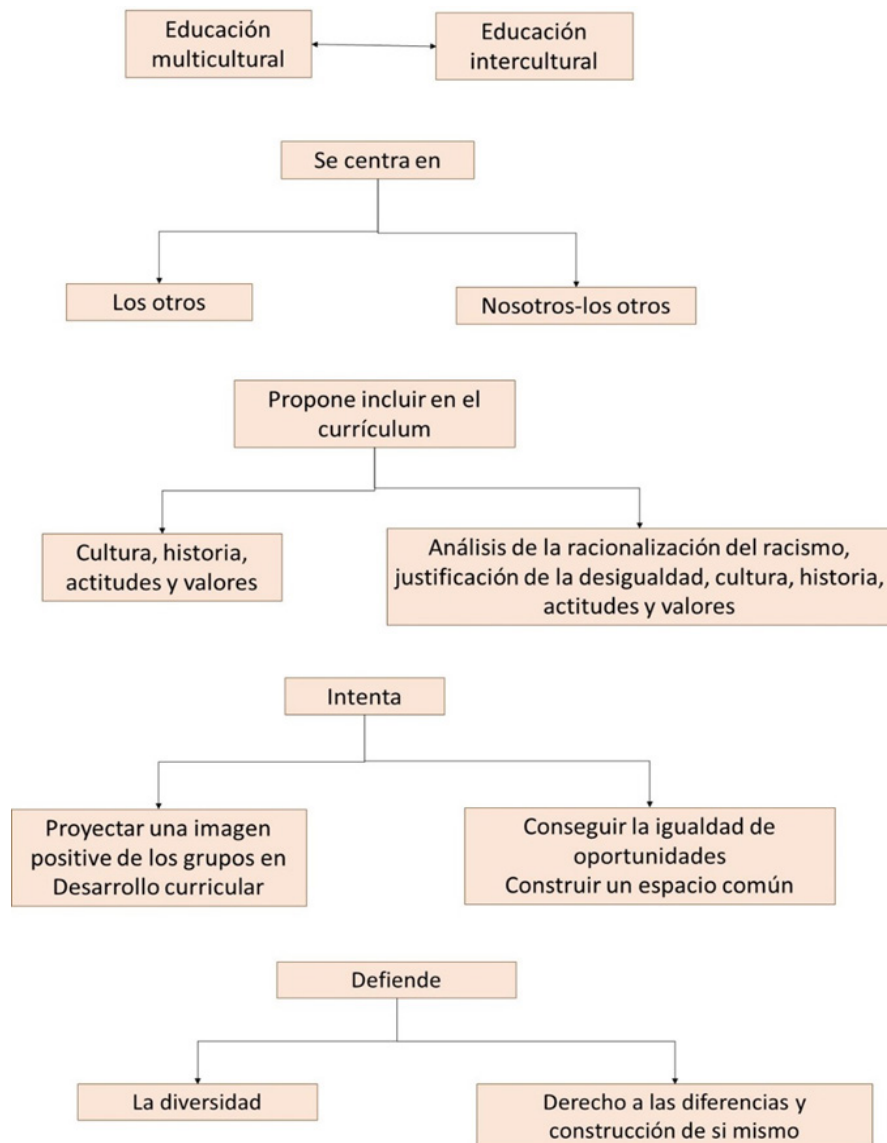 Educación
multicultural
Educación
intercultural
Se centra en
Los otros
Nosotros-los otros
Propone incluir en el
currículum
Cultura, historia,
actitudes y valores
Análisis de la racionalización del racismo,
justificación de la desigualdad, cultura, historia,
actitudes y valores
Intenta
Proyectar una imagen
positive de los grupos en
Desarrollo curricular
Conseguir la igualdad de
oportunidades
Construir un espacio común
Defiende
La diversidad
Derecho a las diferencias y
construcción de si mismo